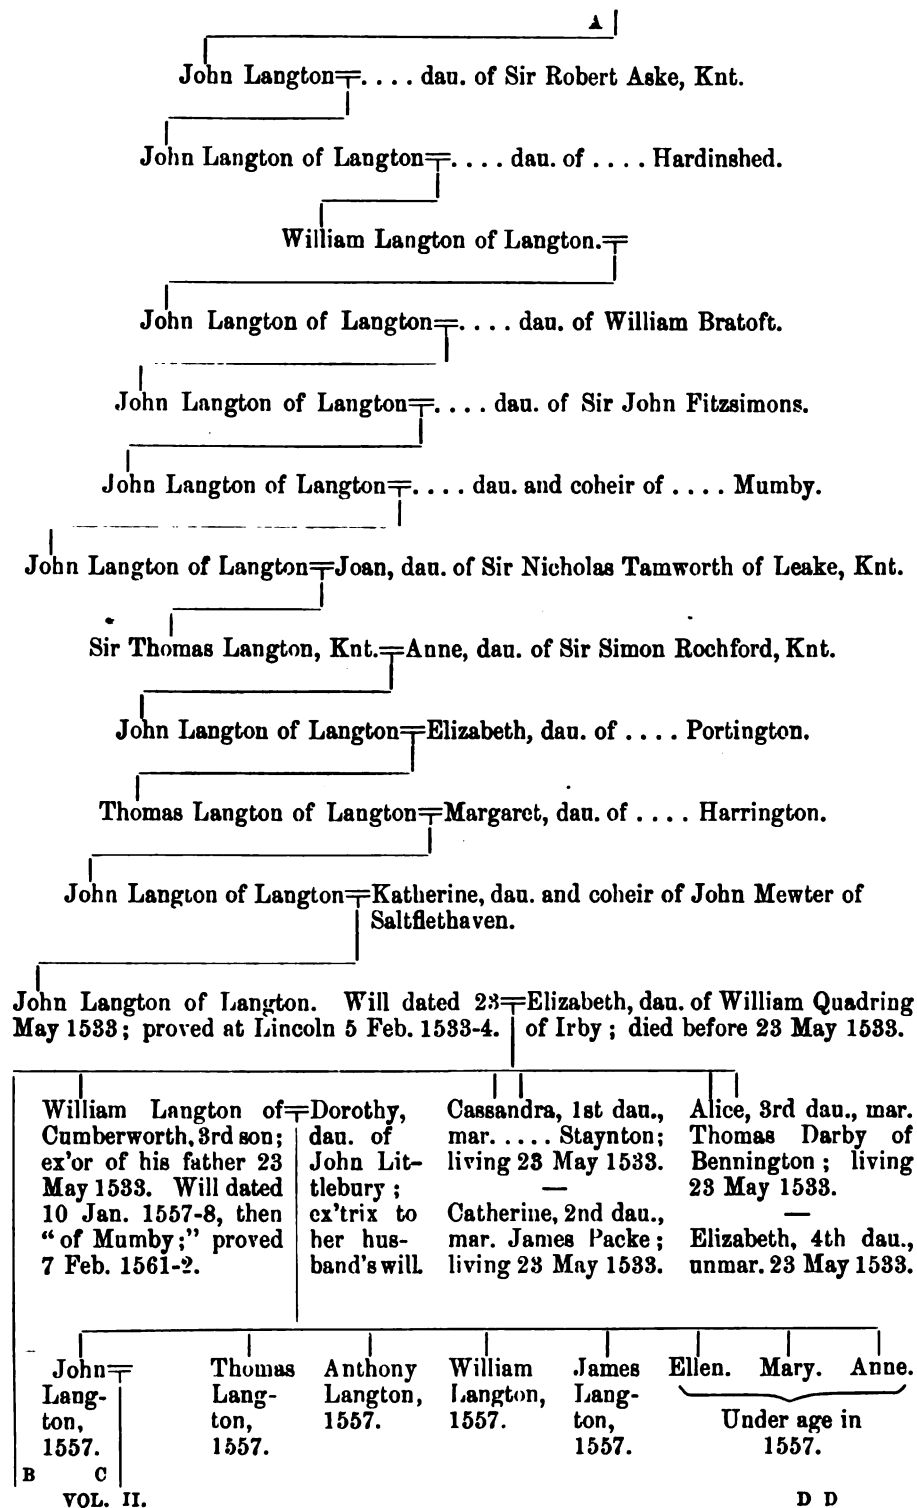 A
John Langton=. . . . dau. of Sir Robert Aske, Knt.
John Langton of Langton=. . . . dau. of . . . . Hardinshed.
William Langton of Langton.=
John Langton of Langton=. . . . dau. of William Bratoft.
John Langton of Langton=. . . . dau. of Sir John Fitzsimons.
John Langton of Langton=. . . . dau. and coheir of . . . . Mumby.
John Langton of Langton=Joan, dau. of Sir Nicholas Tamworth of Leake, Knt.
Sir Thomas Langton, Knt.=Anne, dau. of Sir Simon Rochford, Knt.
John Langton of Langton=Elizabeth, dau. of . . . . Portington.
Thomas Langton of Langton=Margaret, dau. of . . . . Harrington.
John Langton of Langton=Katherine, dau. and coheir of John Mewter of
Saltflethaven.
John Langton of Langton. Will dated 23=
May 1533; proved at Lincoln 5 Feb. 1533-4.
Elizabeth, dau. of William Quadring
of Irby; died before 23 May 1533.
William Langton of=
Cumberworth, 3rd son;
ex'or of his father 23
May 1533. Will dated
10 Jan. 1557-8, then
"of Mumby;" proved
7 Feb. 1561-2.
Dorothy,
dau. of
John Lit-
tlebury;
ex'trix to
her hus-
band's will.
Cassandra, 1st dau.,
mar. . . . . . Staynton;
living 23 May 1533.
—
Catherine, 2nd dau.,
mar. James Packe;
living 23 May 1533.
Alice, 3rd dau., mar.
Thomas Darby of
Bennington; living
23 May 1533.
—
Elizabeth, 4th dau.,
unmar. 23 May 1533.
John=
Lang-
ton,
1557.
Thomas
Lang-
ton,
1557.
Anthony
Langton,
1557.
William
Langton,
1557.
James
Lang-
ton,
1557.
Ellen. Mary. Anne.
Under age in
1557.
B C
VOL. II. D D